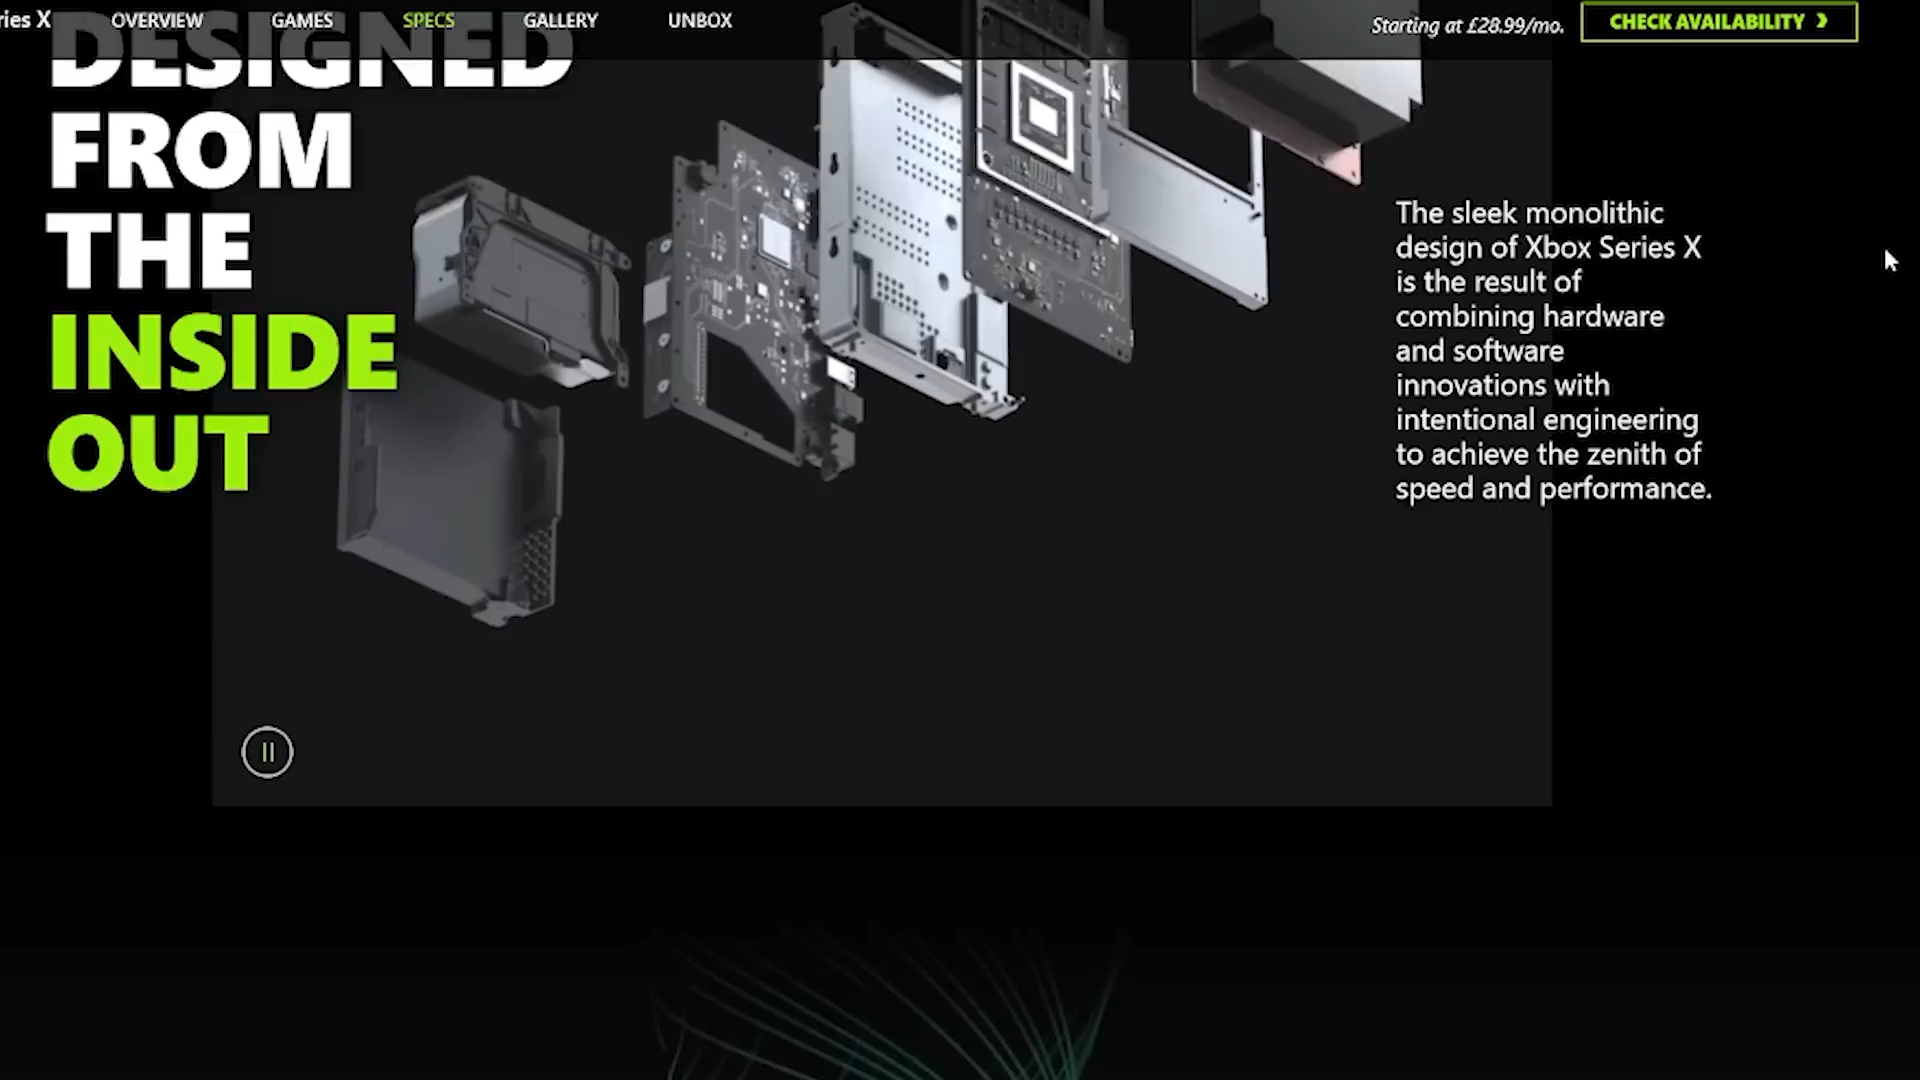 ries X
OVERVIEW
GAMES
SPECS
GALLERY
UNBOX
Starting at £28.99/mo.
CHECK AVAILABILITY
DESIGNED
FROM
THE
INSIDE
OUT
The sleek monolithic
design of Xbox Series X
is the result of
combining hardware
and software
innovations with
intentional engineering
to achieve the zenith of
speed and performance.